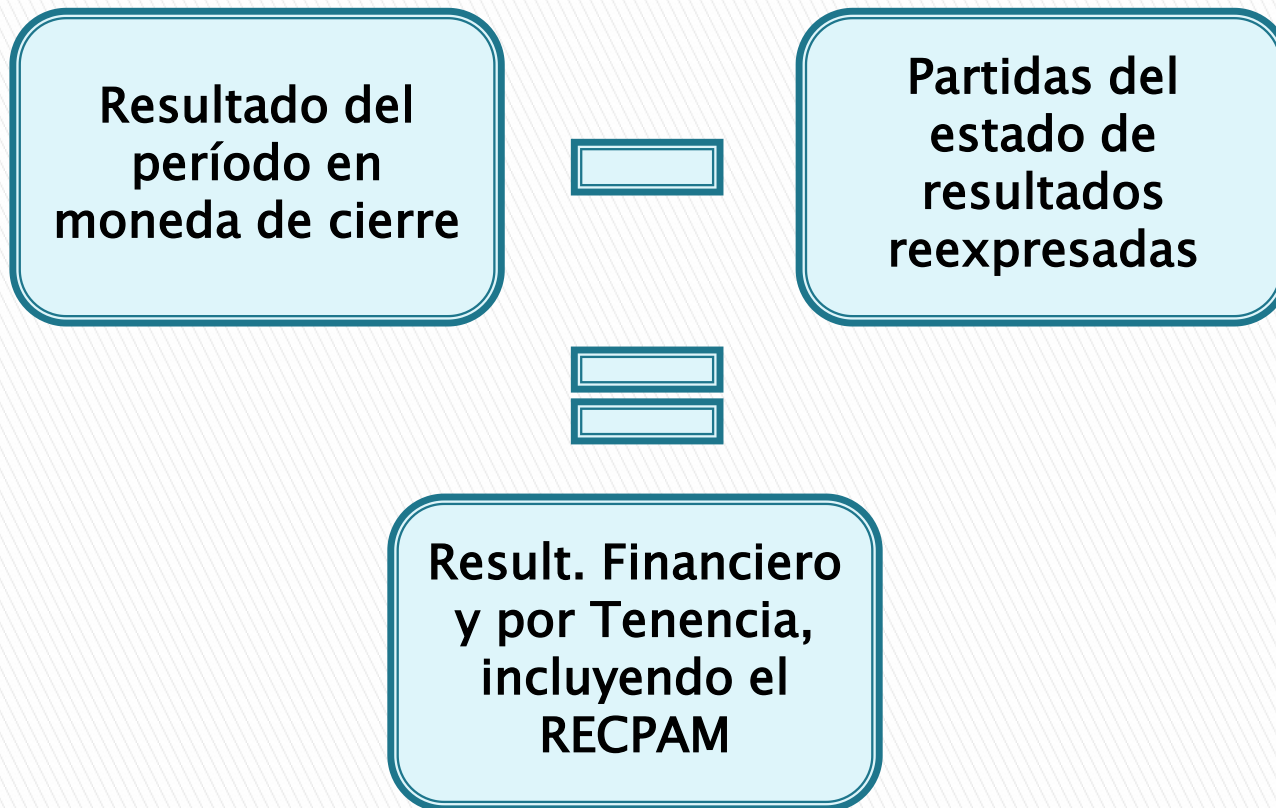 Resultado del
período en
moneda de cierre
Partidas del
estado de
resultados
reexpresadas
Result. Financiero
y por Tenencia,
incluyendo el
RECPAM